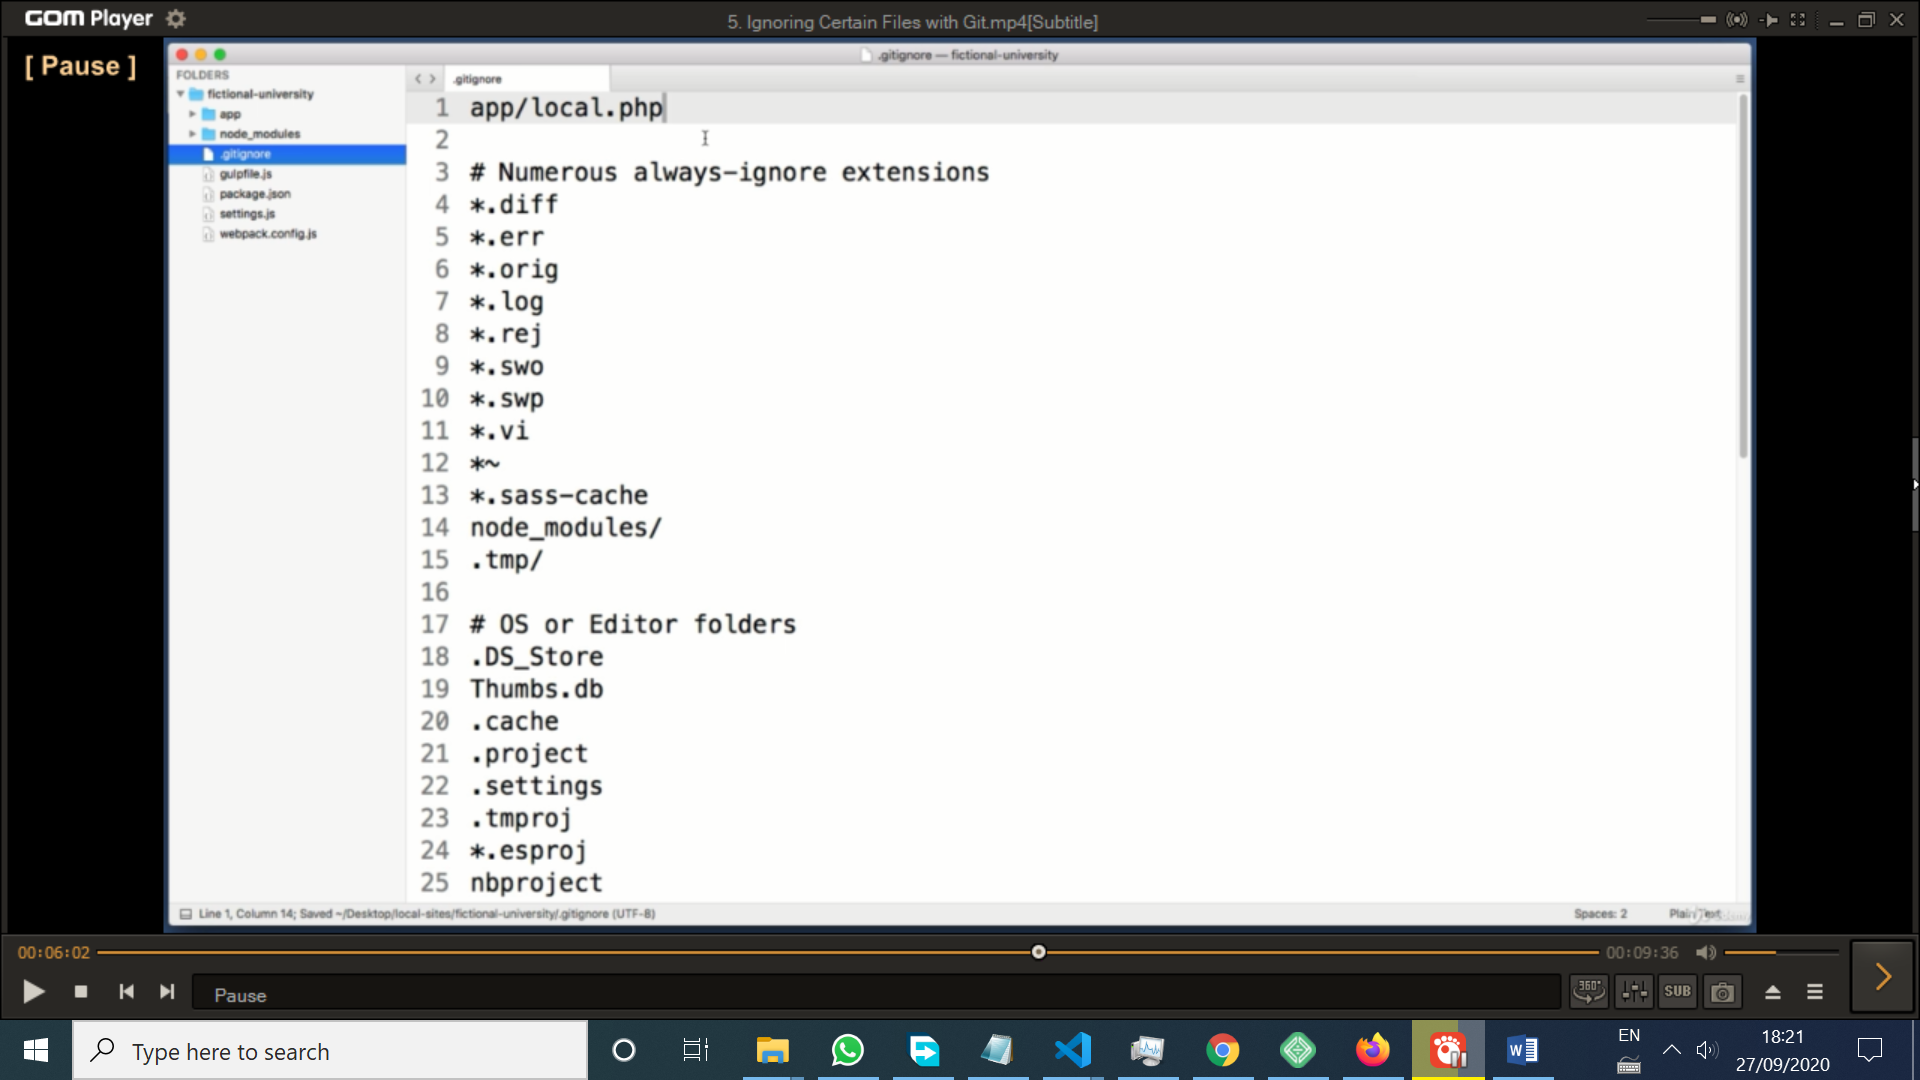 GOM Player
5. Ignoring Certain Files with Git.mp4[Subtitle]
[ Pause ]
.gitignore — fictional-university
FOLDERS
fictional-university
app
node_modules
.gitignore
gulpfile.js
package.json
settings.js
webpack.config.js
.gitignore
1 app/local.php
2
3 # Numerous always-ignore extensions
4 *.diff
5 *.err
6 *.orig
7 *.log
8 *.rej
9 *.swo
10 *.swp
11 *.vi
12 *~
13 *.sass-cache
14 node_modules/
15 .tmp/
16
17 # OS or Editor folders
18 .DS_Store
19 Thumbs.db
20 .cache
21 .project
22 .settings
23 .tmproj
24 *.esproj
25 nbproject
Line 1, Column 14; Saved ~/Desktop/local-sites/fictional-university/.gitignore (UTF-8)
Spaces: 2
Plain Text
00:06:02
00:09:36
Pause
360°
SUB
Type here to search
EN
18:21
27/09/2020